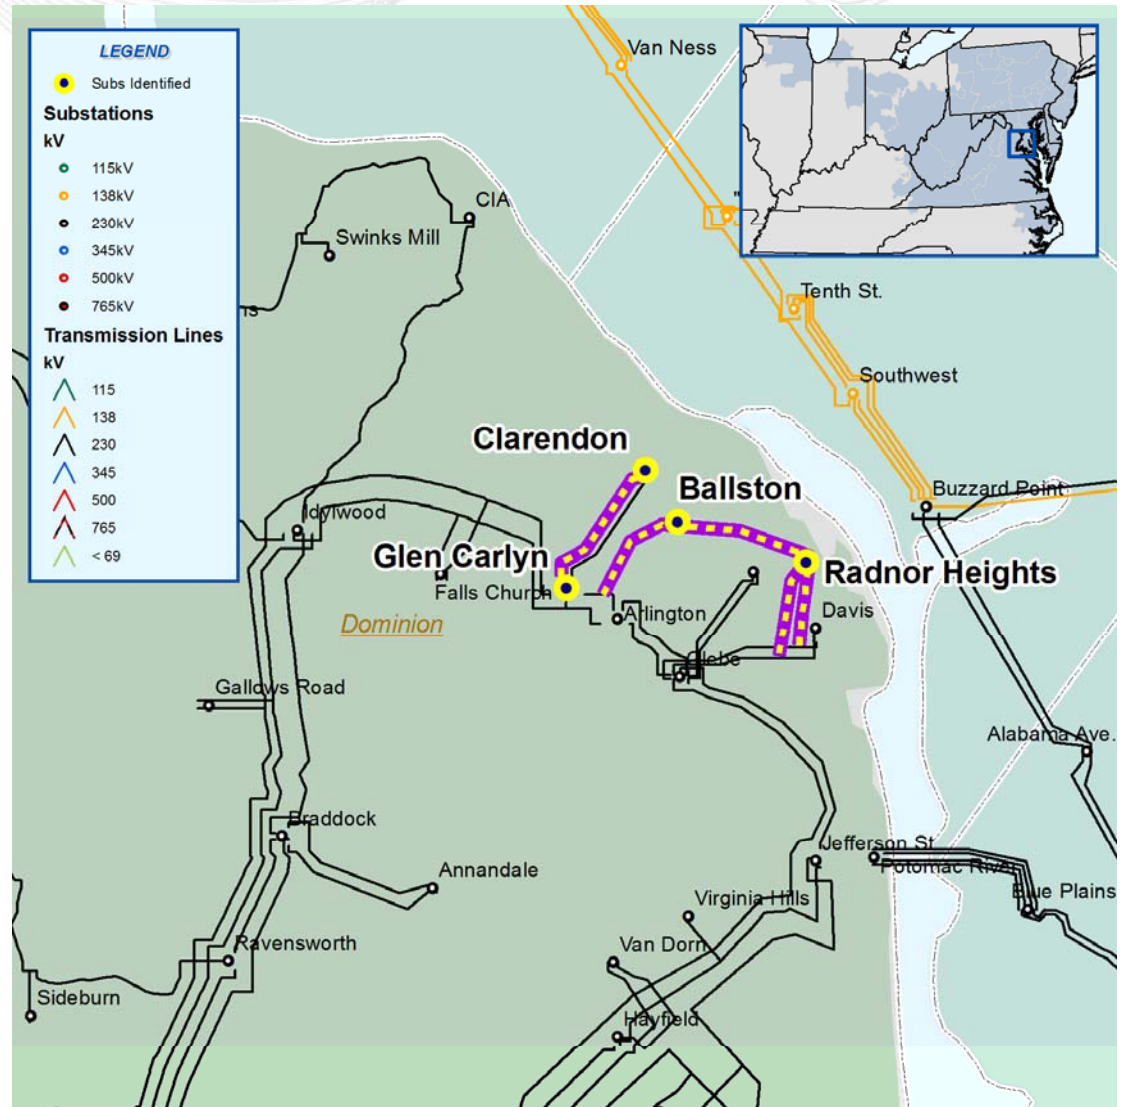 LEGEND
Subs Identified
Substations
kV
115kV
138kV
230kV
345kV
500kV
765kV
Transmission Lines
kV
115
138
230
345
500
765
< 69
Van Ness
CIA
Swinks Mill
Tenth St.
Southwest
Clarendon
Ballston
Buzzard Point
Idylwood
Glen Carlyn
Radnor Heights
Falls Church
Davis
Arlington
Dominion
Glebe
Gallows Road
Alabama Ave.
Braddock
Jefferson St.
Potomac River
Annandale
Blue Plains
Virginia Hills
Ravensworth
Van Dorn
Sideburn
Hayfield